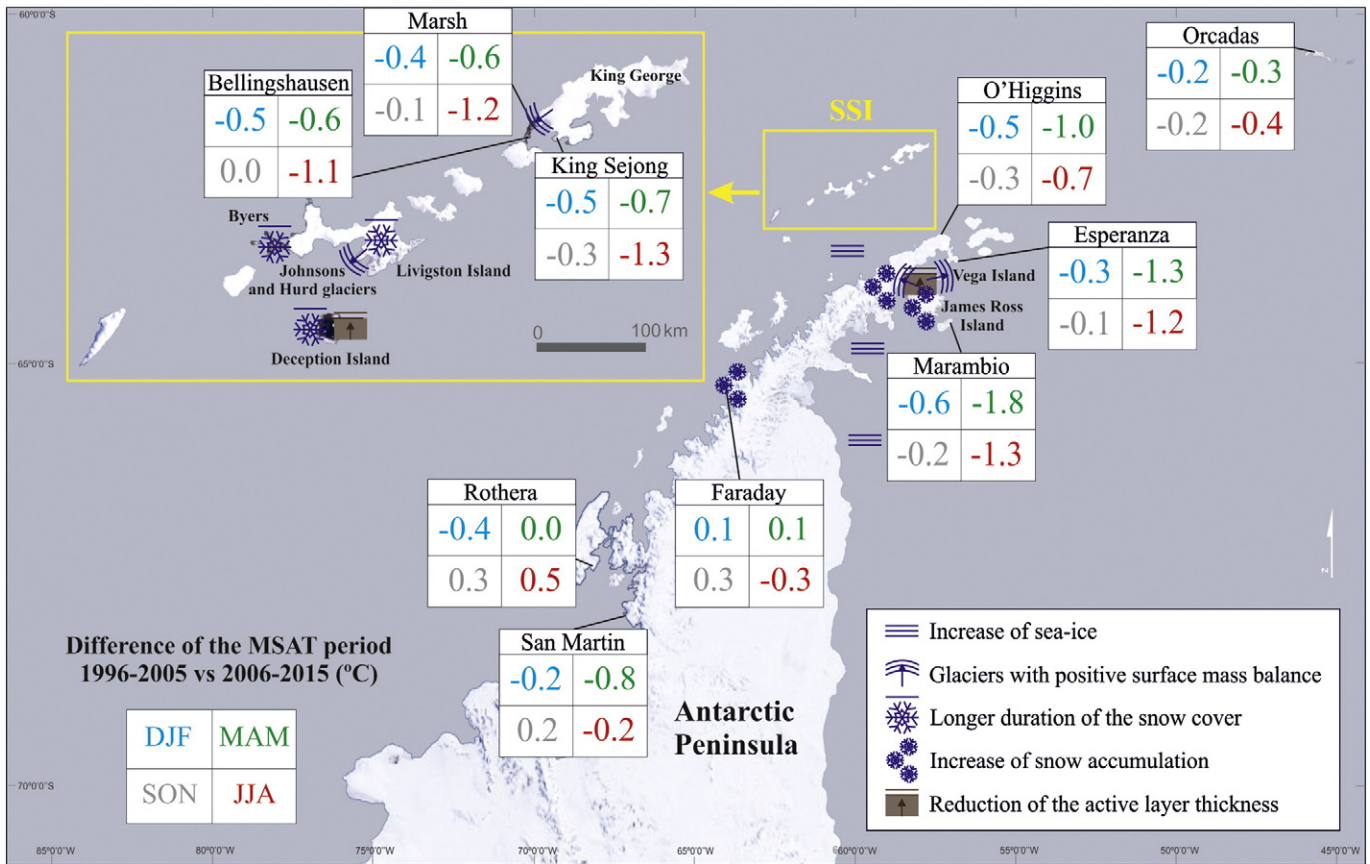 60°0'0"S
65°0'0"S
70°0'0"S
Marsh
-0.4 -0.6
-0.1 -1.2
King George
Bellingshausen
-0.5 -0.6
0.0 -1.1
King Sejong
-0.5 -0.7
-0.3 -1.3
Byers
Johnsons
and Hurd glaciers
Livigston Island
Deception Island
0 100 km
SSI
Orcadas
-0.2 -0.3
-0.2 -0.4
O'Higgins
-0.5 -1.0
-0.3 -0.7
Esperanza
-0.3 -1.3
-0.1 -1.2
Vega Island
James Ross
Island
Marambio
-0.6 -1.8
-0.2 -1.3
Rothera
-0.4 0.0
0.3 0.5
Faraday
0.1 0.1
0.3 -0.3
San Martin
-0.2 -0.8
0.2 -0.2
Antarctic
Peninsula
Difference of the MSAT period
1996-2005 vs 2006-2015 (ºC)
DJF MAM
SON JJA
Z
Increase of sea-ice
Glaciers with positive surface mass balance
Longer duration of the snow cover
Increase of snow accumulation
Reduction of the active layer thickness
85°0'0"W 80°0'0"W 75°0'0"W 70°0'0"W 65°0'0"W 60°0'0"W 55°0'0"W 50°0'0"W 45°0'0"W